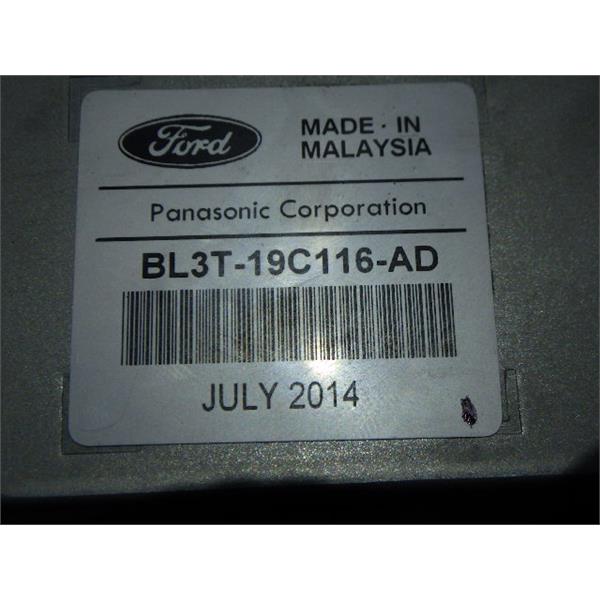 Ford
MADE · IN
MALAYSIA
Panasonic Corporation
BL3T-19C116-AD
JULY 2014